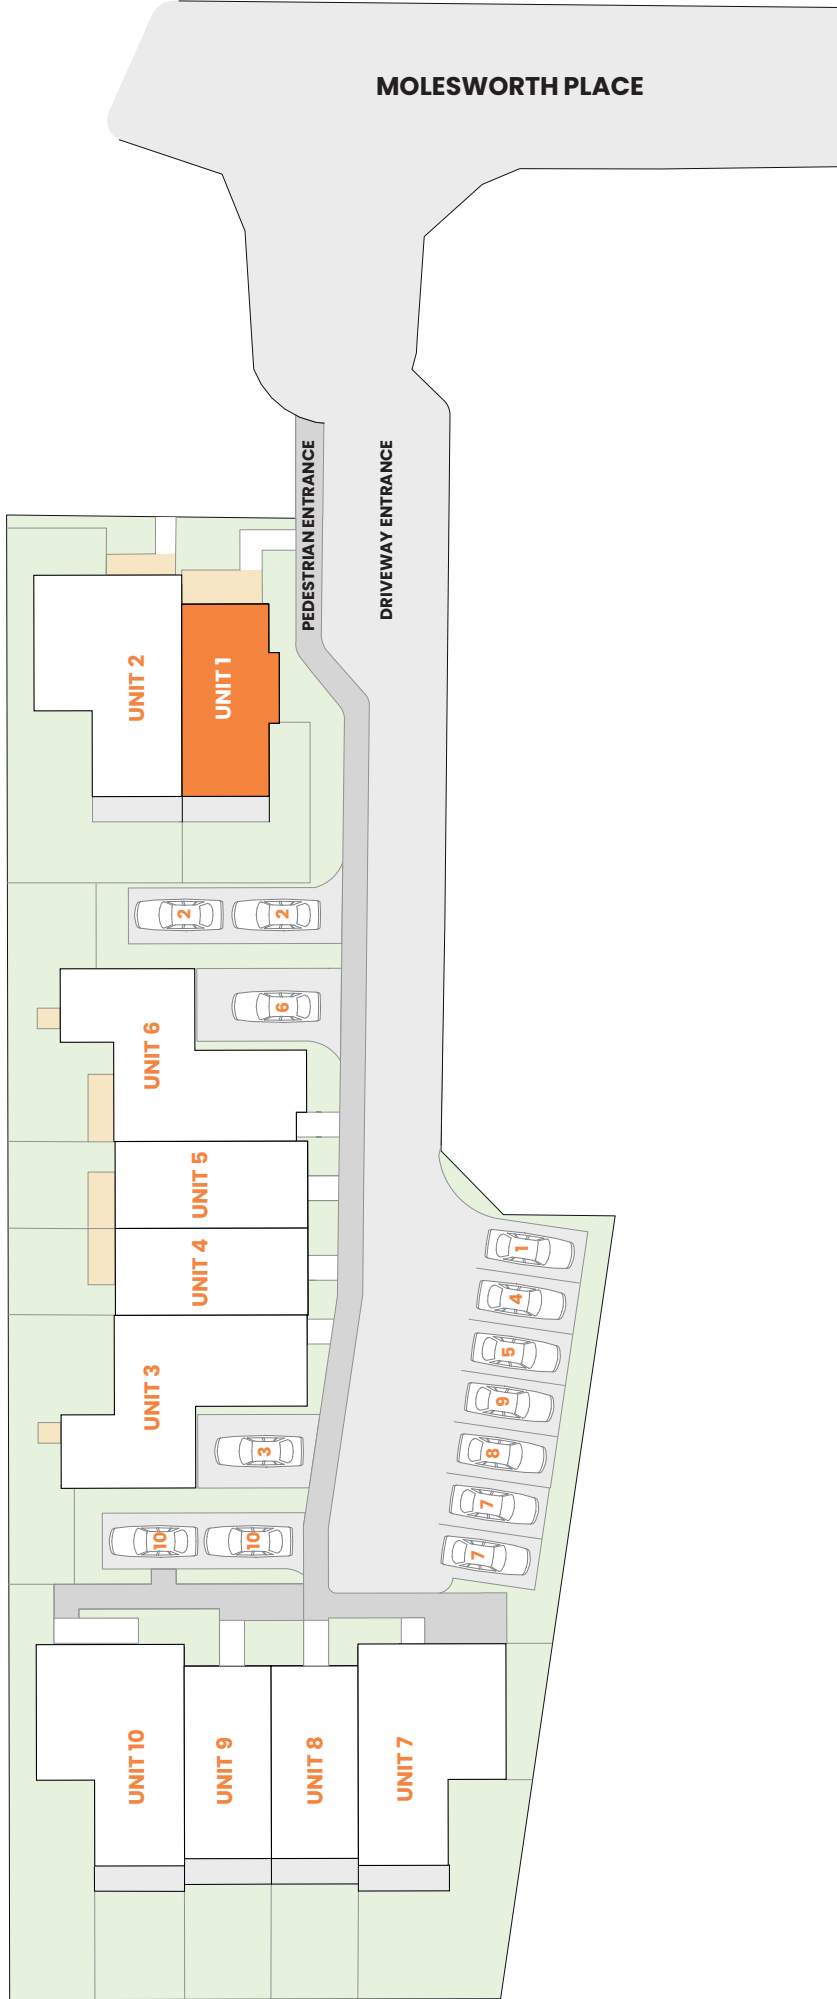 MOLESWORTH PLACE
PEDESTRIAN ENTRANCE
DRIVEWAY ENTRANCE
UNIT 2
UNIT 1
2
2
6
UNIT 6
UNIT 5
UNIT 4
UNIT 3
3
10
10
1
4
5
9
8
7
7
UNIT 10
UNIT 9
UNIT 8
UNIT 7